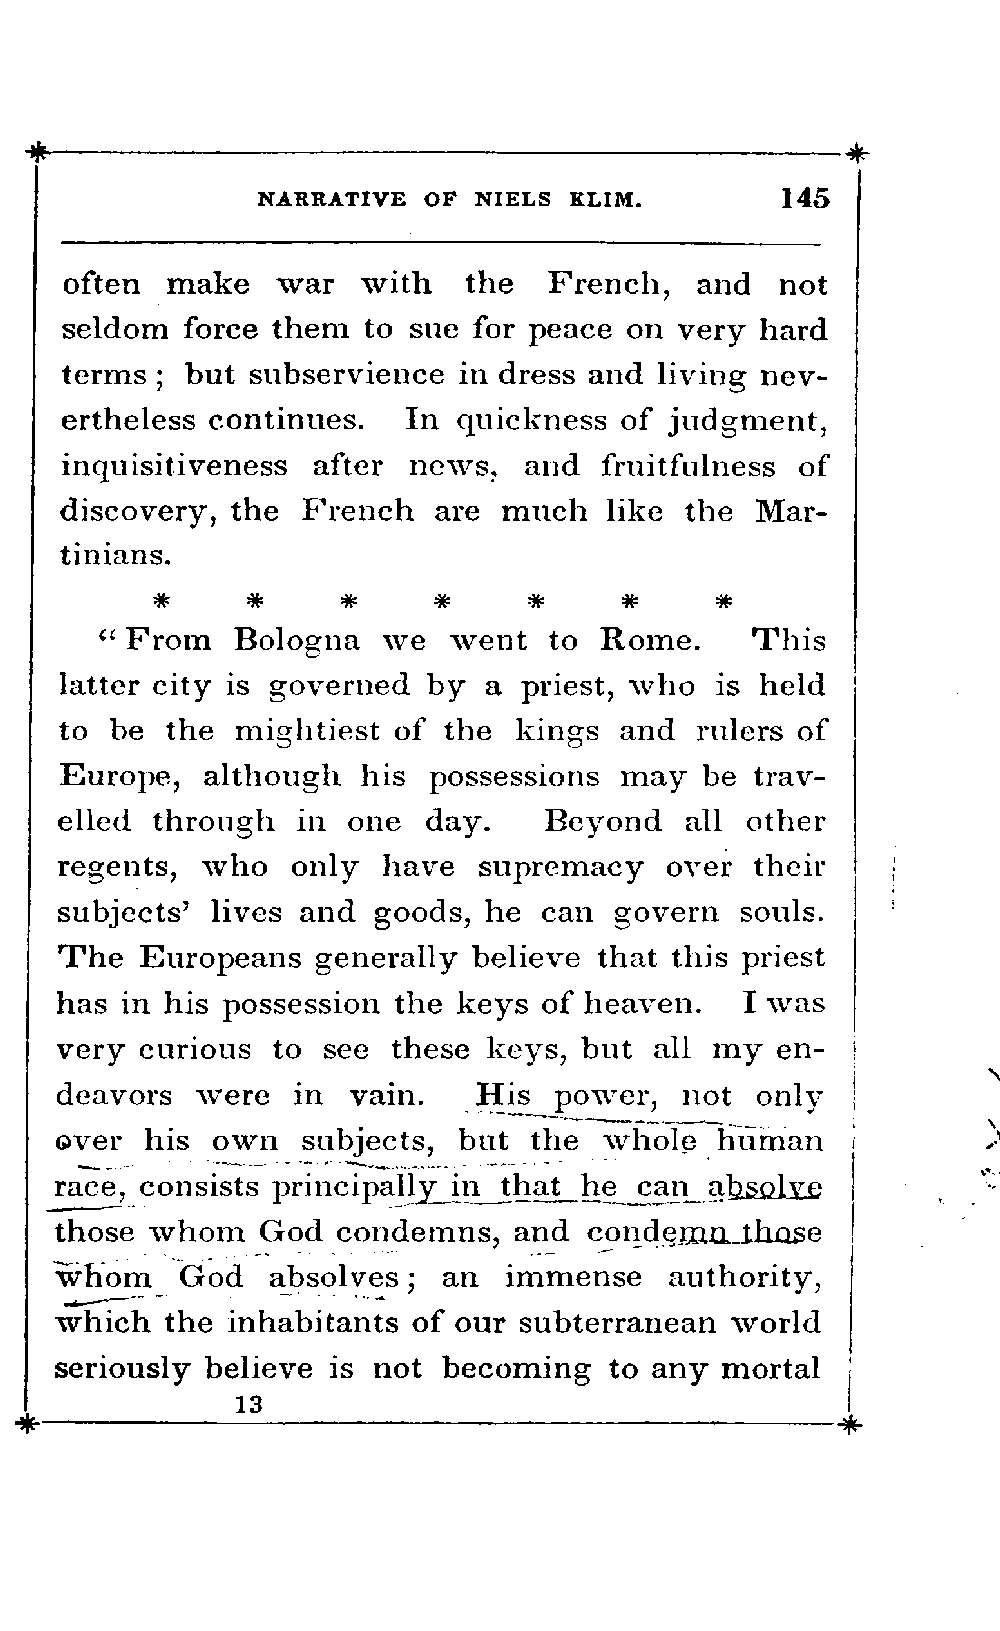 NARRATIVE OF NIELS KLIM. 145
often make war with the French, and not
seldom force them to sue for peace on very hard
terms ; but subservience in dress and living nev-
ertheless continues. In quickness of judgment,
inquisitiveness after news, and fruitfulness of
discovery, the French are much like the Mar-
tinians.
* * * * * * *
“ From Bologna we went to Rome. This
latter city is governed by a priest, who is held
to be the mightiest of the kings and rulers of
Europe, although his possessions may be trav-
elled through in one day. Beyond all other
regents, who only have supremacy over their
subjects’ lives and goods, he can govern souls.
The Europeans generally believe that this priest
has in his possession the keys of heaven. I was
very curious to see these keys, but all my en-
deavors were in vain. His power, not only
over his own subjects, but the whole human
race, consists principally in that he can absolve
those whom God condemns, and condemn those
whom God absolves ; an immense authority,
which the inhabitants of our subterranean world
seriously believe is not becoming to any mortal
13